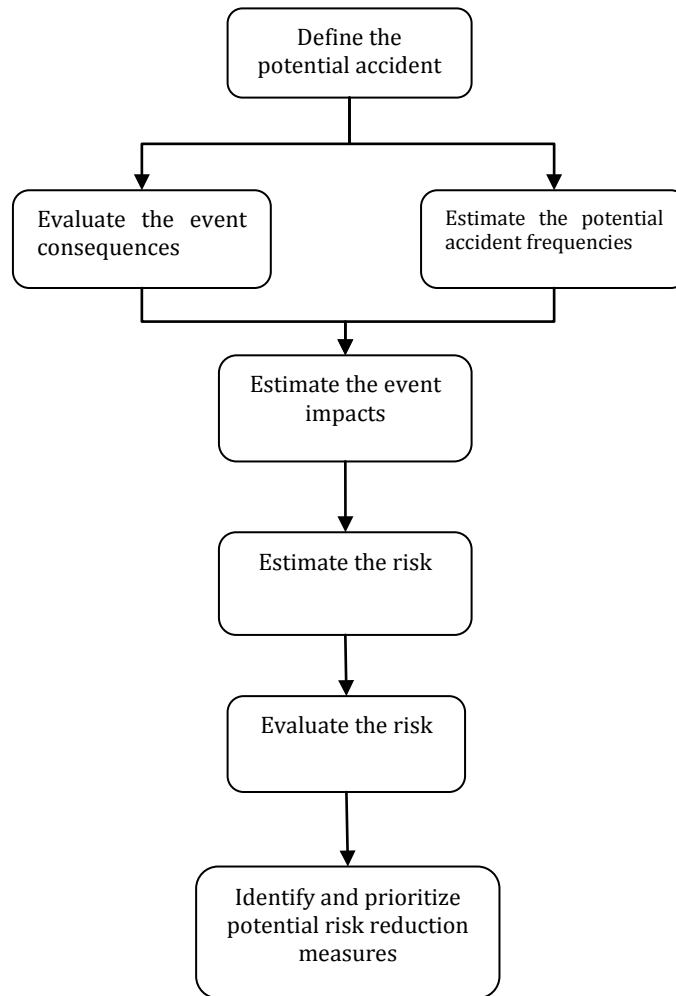 Define the
potential accident
Evaluate the event
consequences
Estimate the potential
accident frequencies
Estimate the event
impacts
Estimate the risk
Evaluate the risk
Identify and prioritize
potential risk reduction
measures